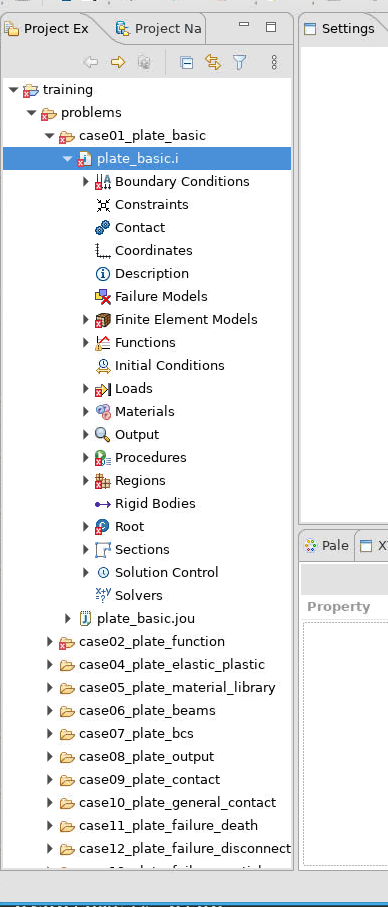 Project Ex
Project Na
Settings
training
problems
case01_plate_basic
plate_basic.i
Boundary Conditions
Constraints
Contact
Coordinates
Description
Failure Models
Finite Element Models
Functions
Initial Conditions
Loads
Materials
Output
Procedures
Regions
Rigid Bodies
Root
Sections
Solution Control
Solvers
plate_basic.jou
case02_plate_function
case04_plate_elastic_plastic
case05_plate_material_library
case06_plate_beams
case07_plate_bcs
case08_plate_output
case09_plate_contact
case10_plate_general_contact
case11_plate_failure_death
case12_plate_failure_disconnect
Pale
X
Property